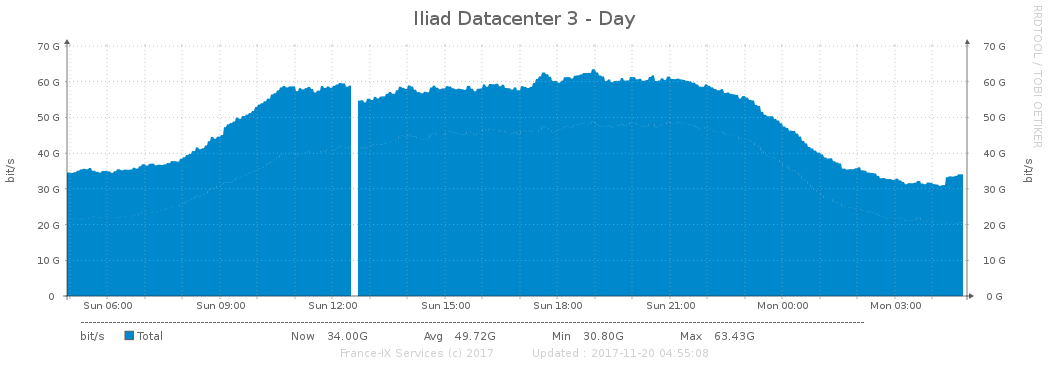 Iliad Datacenter 3 - Day
RRDTOOL / TOBI OETIKER
70 G 70 G
60 G 60 G
50 G 50 G
40 G 40 G
30 G 30 G
20 G 20 G
10 G 10 G
0 0 G
bit/s
bit/s
Sun 06:00 Sun 09:00 Sun 12:00 Sun 15:00 Sun 18:00 Sun 21:00 Mon 00:00 Mon 03:00
bit/s Total Now 34.00G Avg 49.72G Min 30.80G Max 63.43G
France-IX Services (c) 2017 Updated : 2017-11-20 04:55:08